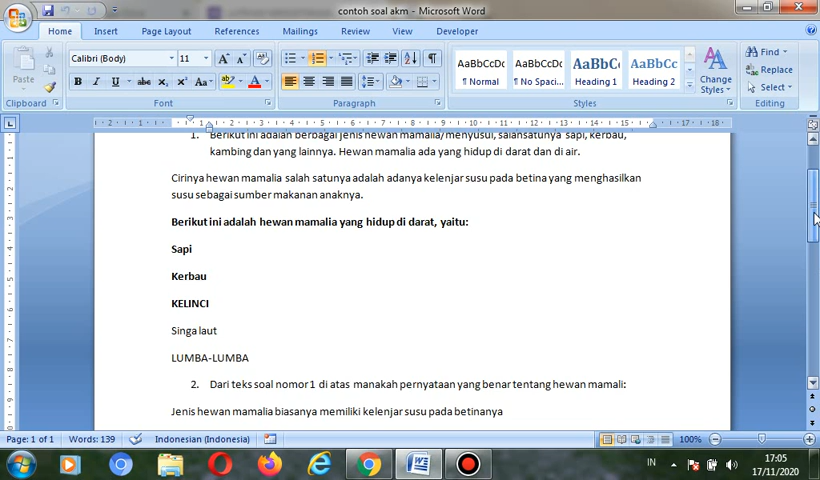 contoh soal akm - Microsoft Word
Home Insert Page Layout References Mailings Review View Developer
Calibri (Body) 11
Paste
Clipboard Font Paragraph Styles Editing
AaBbCcDc AaBbCcDc AaBbCc AaBbCc
¶ Normal ¶ No Spaci... Heading 1 Heading 2
Change Styles
Find
Replace
Select
1. Berikut ini adalah berbagai jenis hewan mamalia/menyusui, salahsatunya sapi, kerbau,
kambing dan yang lainnya. Hewan mamalia ada yang hidup di darat dan di air.
Cirinya hewan mamalia salah satunya adalah adanya kelenjar susu pada betina yang menghasilkan
susu sebagai sumber makanan anaknya.
Berikut ini adalah hewan mamalia yang hidup di darat, yaitu:
Sapi
Kerbau
KELINCI
Singa laut
LUMBA-LUMBA
2. Dari teks soal nomor 1 di atas manakah pernyataan yang benar tentang hewan mamali:
Jenis hewan mamalia biasanya memiliki kelenjar susu pada betinanya
Page: 1 of 1 Words: 139 Indonesian (Indonesia) 100%
IN 17:05
17/11/2020